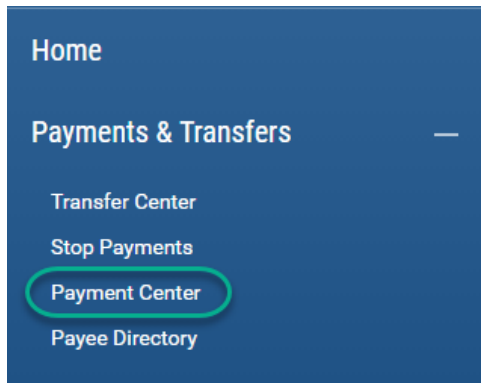 Home
Payments & Transfers
Transfer Center
Stop Payments
Payment Center
Payee Directory